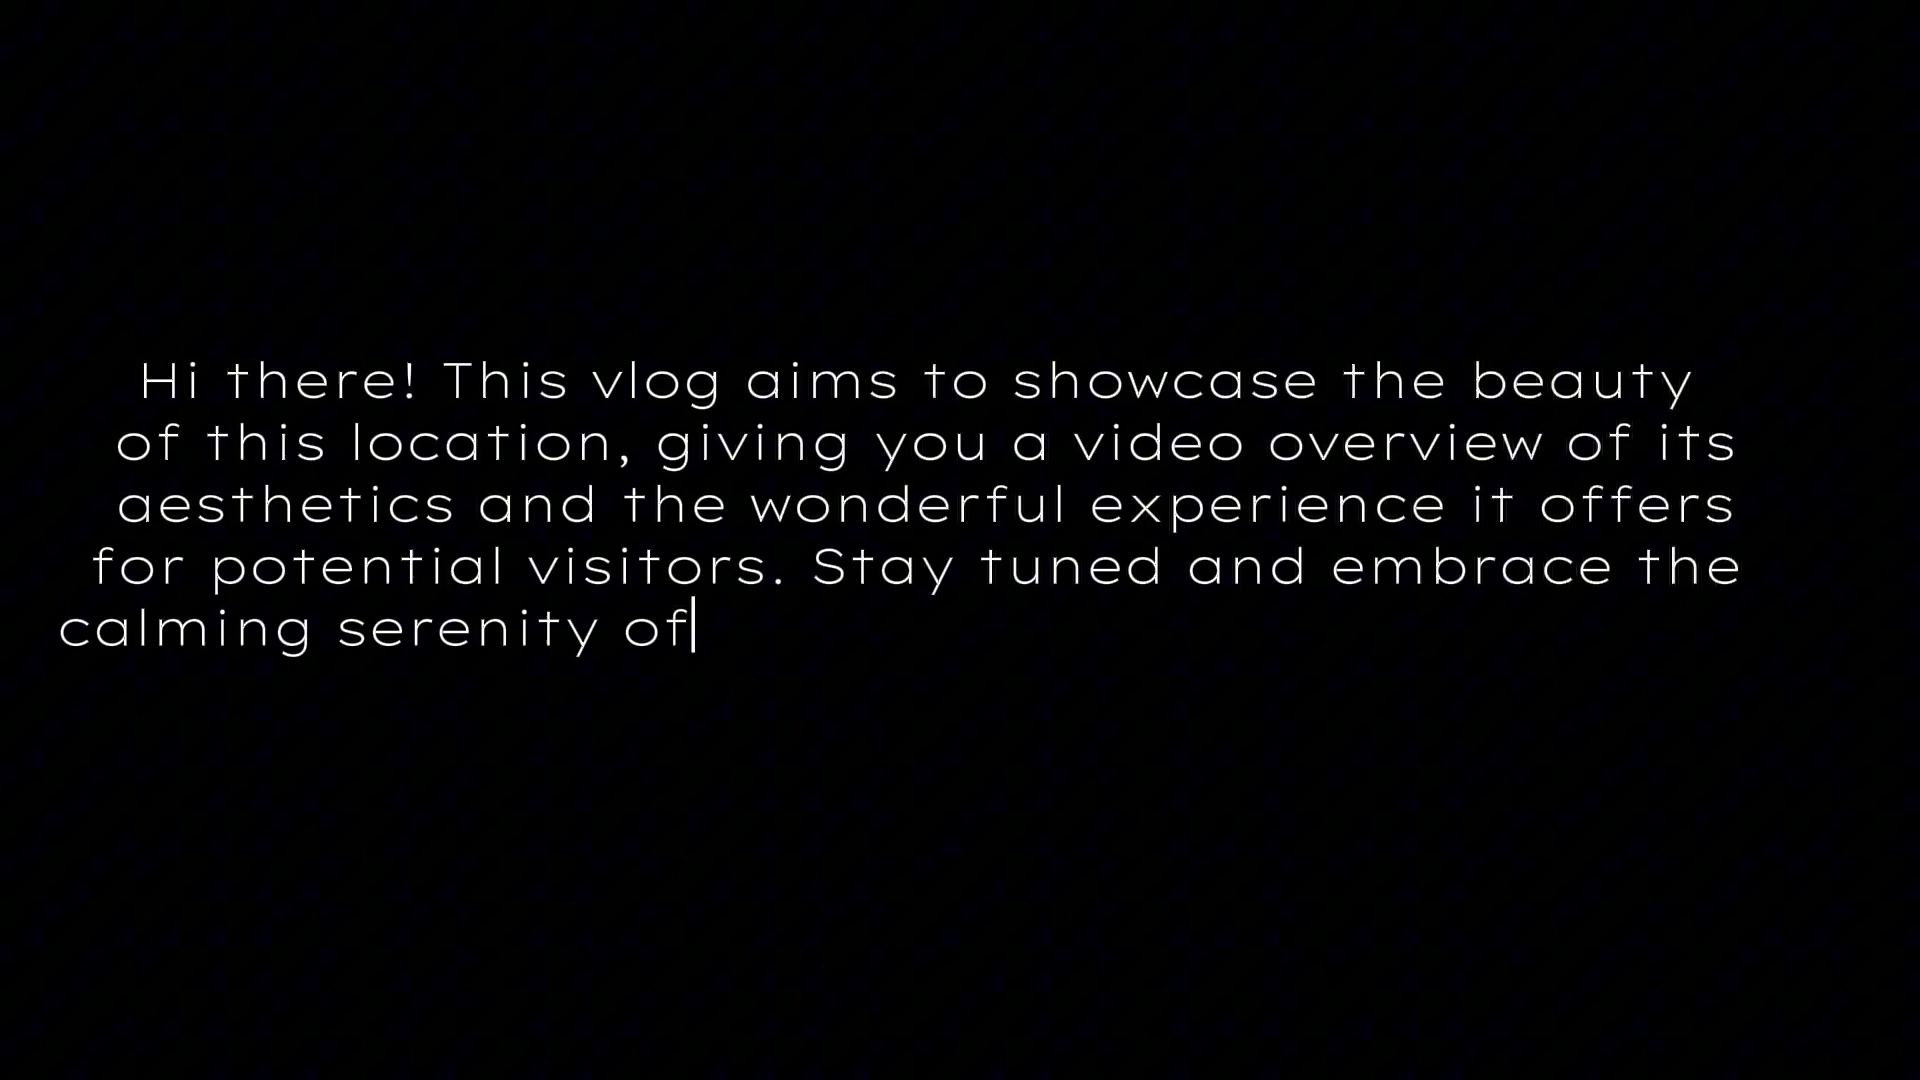 Hi there! This vlog aims to showcase the beauty
of this location, giving you a video overview of its
aesthetics and the wonderful experience it offers
for potential visitors. Stay tuned and embrace the
calming serenity of